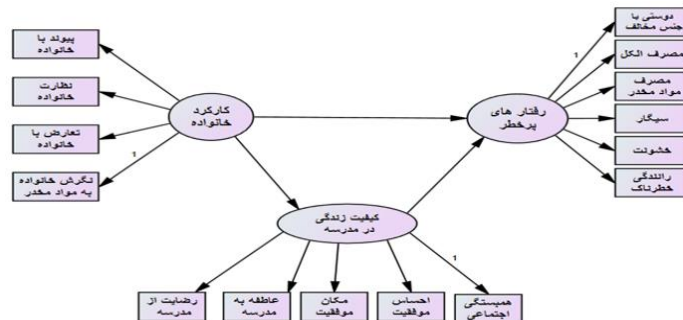 دوستی با
جنس مخالف
مصرف الکل
مصرف
مواد مخدر
سیگار
خشونت
رانندگی
خطرناک
1
رفتار های
پرخطر
کارکرد
خانواده
پیوند با
خانواده
نظارت
خانواده
تعارض با
خانواده
نگرش خانواده
به مواد مخدر
1
کیفیت زندگی
در مدرسه
1
همبستگی
اجتماعی
احساس
موفقیت
مکان
موفقیت
عاطفه به
مدرسه
رضایت از
مدرسه